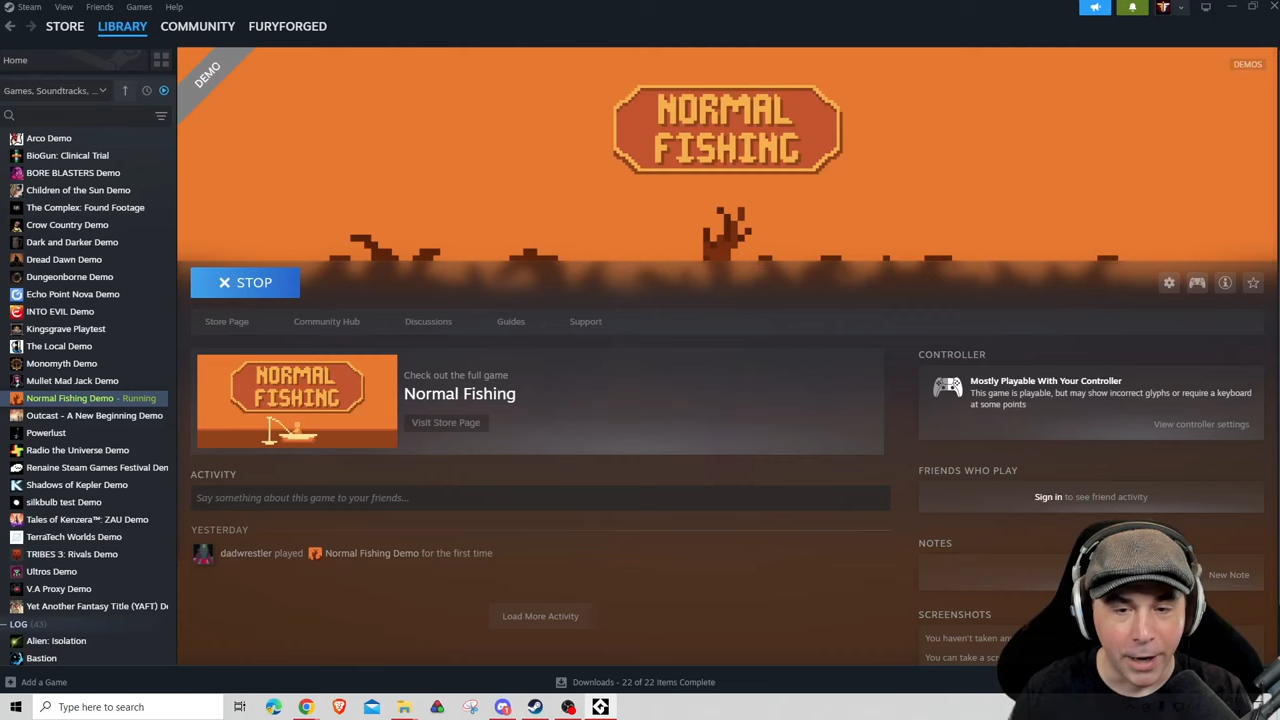 Steam View Friends Games Help
STORE LIBRARY COMMUNITY FURYFORGED
Home
Games, Soundtracks, ...
Arco Demo
BioGun: Clinical Trial
BORE BLASTERS Demo
Children of the Sun Demo
The Complex: Found Footage
Crow Country Demo
Dark and Darker Demo
Dread Dawn Demo
Dungeonborne Demo
Echo Point Nova Demo
INTO EVIL Demo
Kingsgrave Playtest
The Local Demo
Monomyth Demo
Mullet Mad Jack Demo
Normal Fishing Demo - Running
Outcast - A New Beginning Demo
Powerlust
Radio the Universe Demo
Renaine Steam Games Festival Den
Shadows of Kepler Demo
silkbulb test Demo
Tales of Kenzera™: ZAU Demo
TerraTech Worlds Demo
TRIBES 3: Rivals Demo
Ultros Demo
V.A Proxy Demo
Yet Another Fantasy Title (YAFT) De
LOG (43)
Alien: Isolation
Bastion
Add a Game
DEMO
DEMOS
NORMAL
FISHING
STOP
Store Page Community Hub Discussions Guides Support
NORMAL
FISHING
Check out the full game
Normal Fishing
Visit Store Page
ACTIVITY
Say something about this game to your friends...
YESTERDAY
dadwrestler played Normal Fishing Demo for the first time
Load More Activity
CONTROLLER
Mostly Playable With Your Controller
This game is playable, but may show incorrect glyphs or require a keyboard
at some points
View controller settings
FRIENDS WHO PLAY
Sign in to see friend activity
NOTES
New Note
SCREENSHOTS
You haven't taken
You can take a
Downloads - 22 of 22 Items Complete
Type here to search